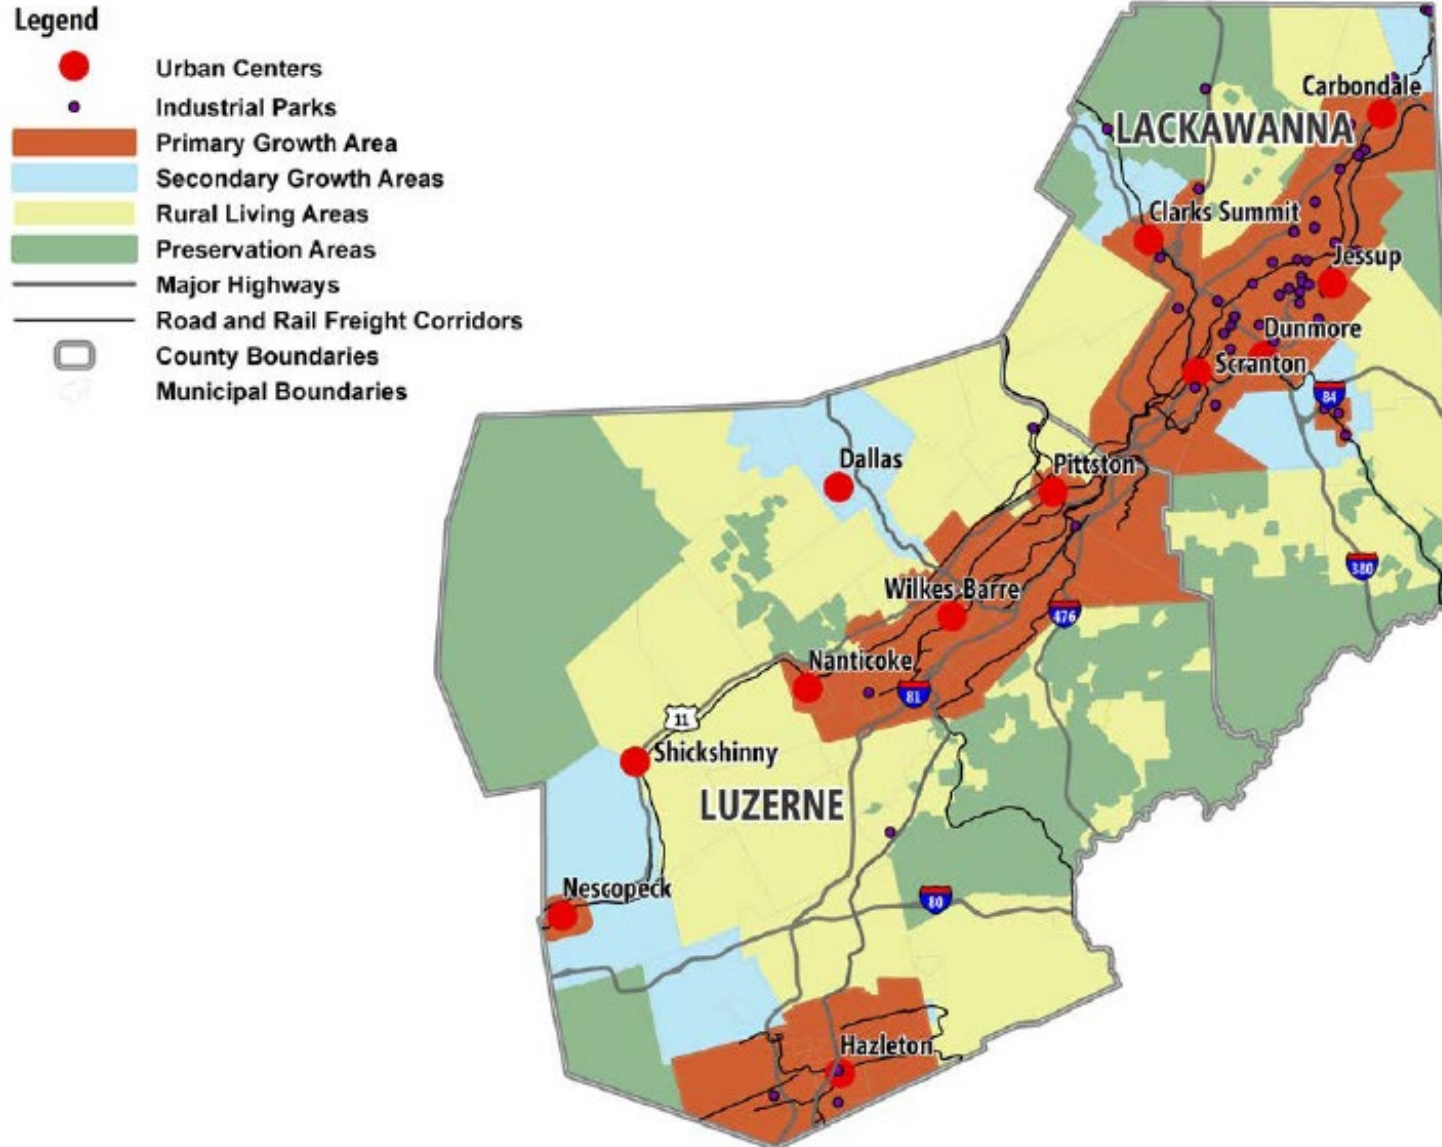 Legend
Urban Centers
Industrial Parks
Primary Growth Area
Secondary Growth Areas
Rural Living Areas
Preservation Areas
Major Highways
Road and Rail Freight Corridors
County Boundaries
Municipal Boundaries
Carbondale
LACKAWANNA
Clarks Summit
Jessup
Dunmore
Scranton
84
Dallas
Pittston
380
Wilkes-Barre
476
Nanticoke
81
11
Shickshinny
LUZERNE
Nescopeck
80
Hazleton